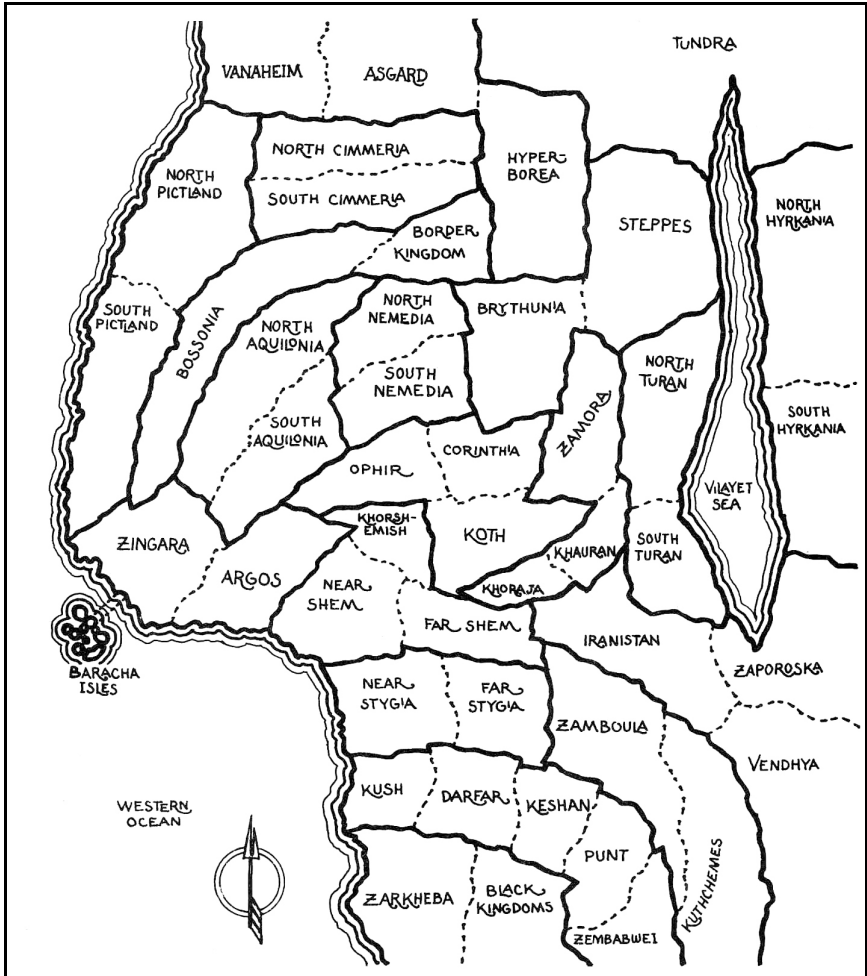 TUNDRA
VANAHEIM
ASGARD
NORTH CIMMERIA
HYPER-
BOREA
NORTH
PICTLAND
SOUTH CIMMERIA
NORTH
HYRKANIA
STEPPES
BORDER
KINGDOM
SOUTH
PICTLAND
BOSSONIA
NORTH
AQUILONIA
NORTH
NEMEDIA
BRYTHUNIA
NORTH
TURAN
SOUTH
NEMEDIA
SOUTH
HYRKANIA
SOUTH
AQUILONIA
ZAMORA
CORINTHIA
OPHIR
VILAYET
SEA
KHORSH-
EMISH
ZINGARA
KOTH
KHAURAN
SOUTH
TURAN
ARGOS
NEAR
SHEM
KHORAJA
FAR SHEM
IRANISTAN
BARACHA
ISLES
ZAPOROSKA
NEAR
STYGIA
FAR
STYGIA
ZAMBOULA
VENDHYA
KUSH
DARFAR
KESHAN
WESTERN
OCEAN
PUNT
KUTHCHEMES
ZARKHEBA
BLACK
KINGDOMS
ZEMBABWEI